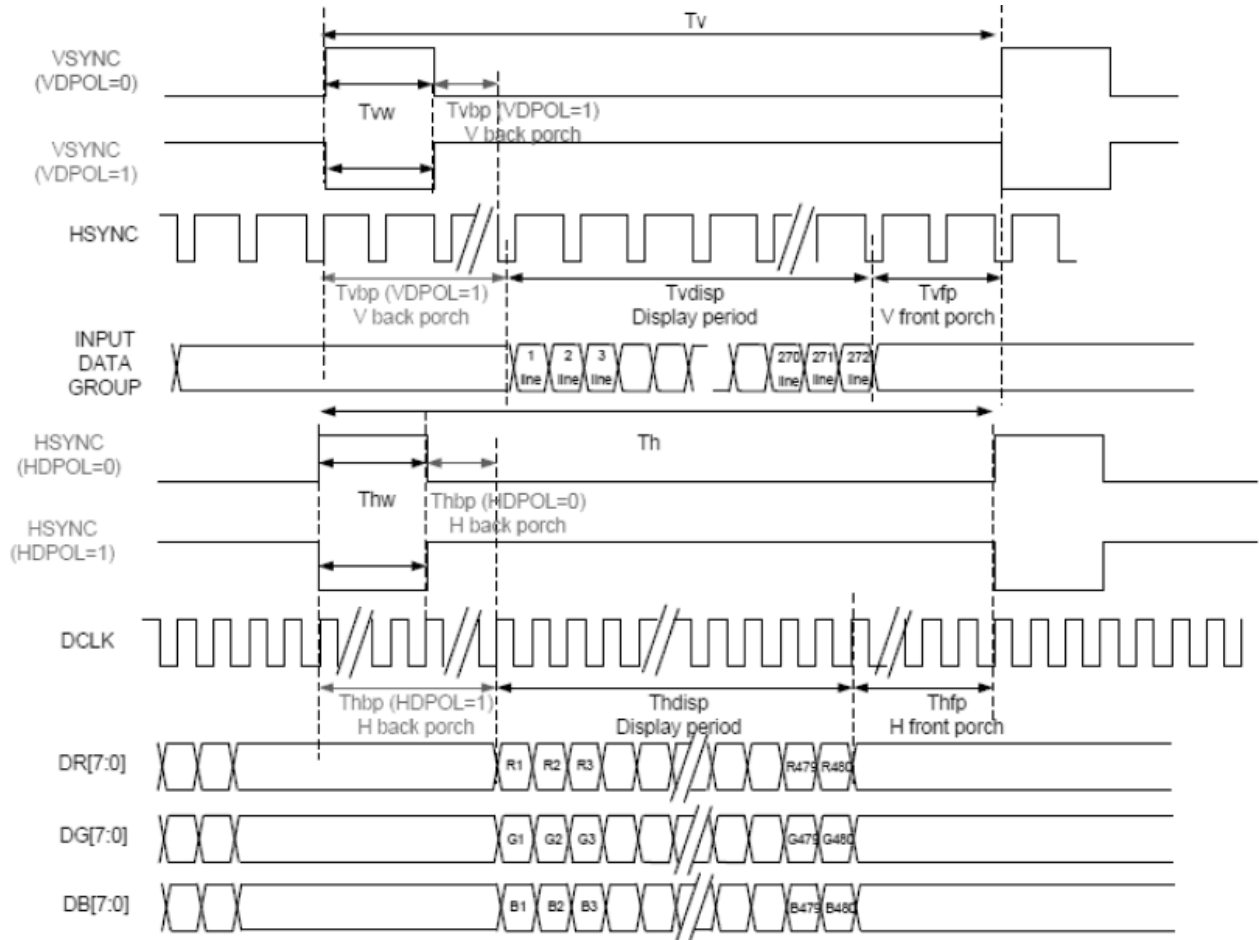 Tv
VSYNC
(VDPOL=0)
Tvw
Tvbp (VDPOL=1)
V back porch
VSYNC
(VDPOL=1)
HSYNC
Tvbp (VDPOL=1)
V back porch
Tvdisp
Display period
Tvfp
V front porch
INPUT
DATA
GROUP
1 line
2 line
3 line
270 line
271 line
272 line
Th
HSYNC
(HDPOL=0)
Thw
Thbp (HDPOL=0)
H back porch
HSYNC
(HDPOL=1)
DCLK
Thbp (HDPOL=1)
H back porch
Thdisp
Display period
Thfp
H front porch
DR[7:0]
R1 R2 R3 R479 R480
DG[7:0]
G1 G2 G3 G479 G480
DB[7:0]
B1 B2 B3 B479 B480